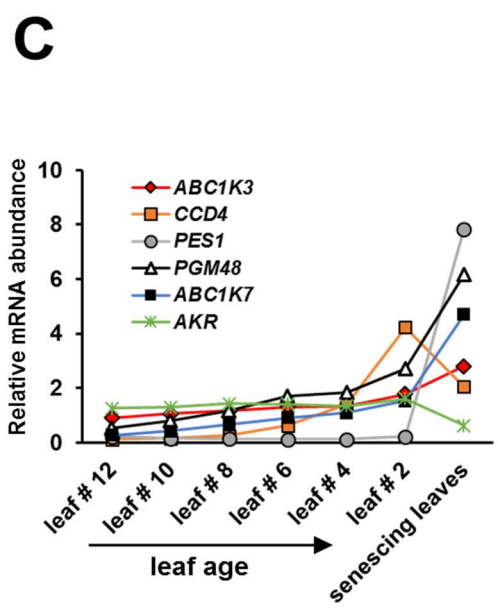 C
Relative mRNA abundance
10
8
6
4
2
0
ABC1K3
CCD4
PES1
PGM48
ABC1K7
AKR
leaf # 12
leaf # 10
leaf # 8
leaf # 6
leaf # 4
leaf # 2
senescing leaves
leaf age